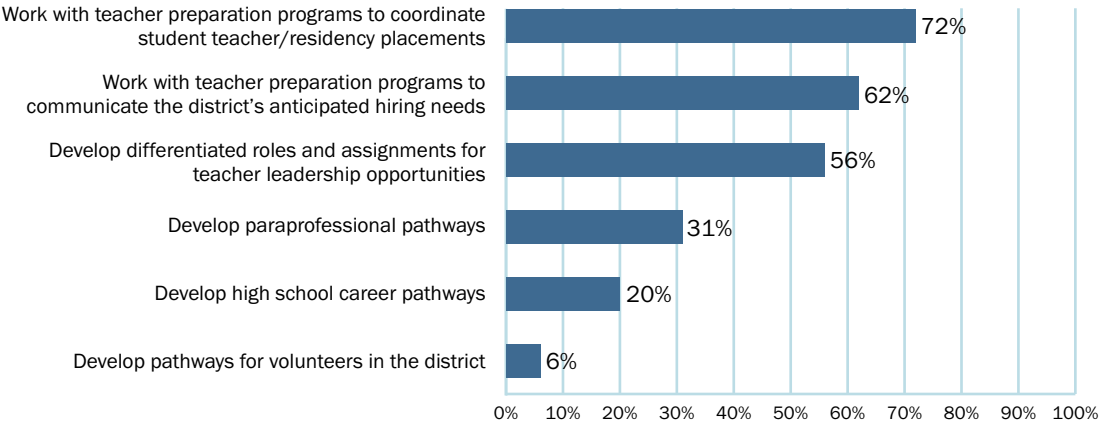 Work with teacher preparation programs to coordinate
student teacher/residency placements
72%
Work with teacher preparation programs to
communicate the district’s anticipated hiring needs
62%
Develop differentiated roles and assignments for
teacher leadership opportunities
56%
Develop paraprofessional pathways
31%
Develop high school career pathways
20%
Develop pathways for volunteers in the district
6%
0% 10% 20% 30% 40% 50% 60% 70% 80% 90% 100%